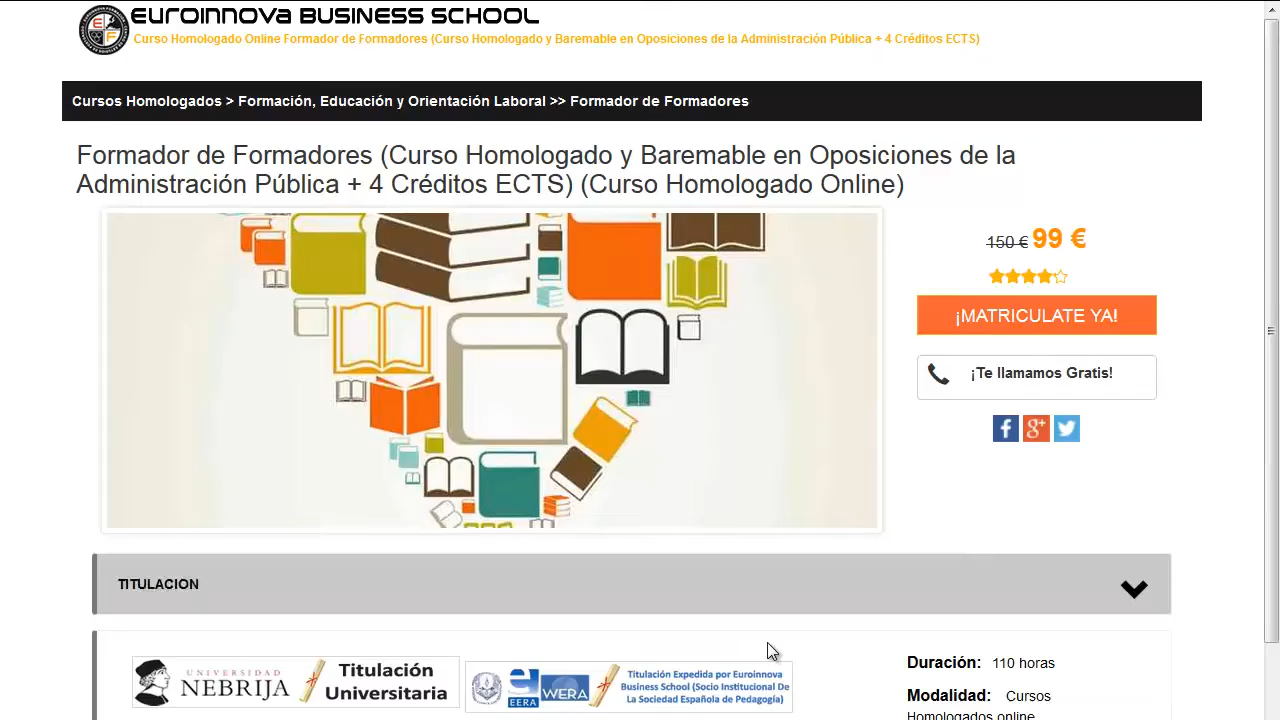 EUROINNOVA BUSINESS SCHOOL
Curso Homologado Online Formador de Formadores (Curso Homologado y Baremable en Oposiciones de la Administración Pública + 4 Créditos ECTS)
Cursos Homologados > Formación, Educación y Orientación Laboral >> Formador de Formadores
Formador de Formadores (Curso Homologado y Baremable en Oposiciones de la
Administración Pública + 4 Créditos ECTS) (Curso Homologado Online)
150 € 99 €
¡MATRICULATE YA!
¡Te llamamos Gratis!
TITULACION
UNIVERSIDAD
NEBRIJA
Titulación
Universitaria
EERA
WERA
Titulación Expedida por Euroinnova
Business School (Socio Institucional De
La Sociedad Española de Pedagogía)
Duración: 110 horas
Modalidad: Cursos
Homologados online